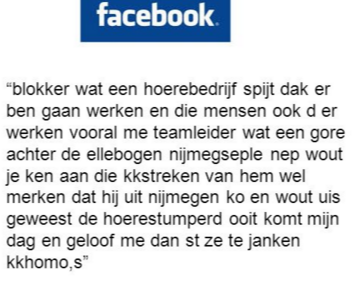 facebook.
“blokker wat een hoerebedrijf spijt dak er
ben gaan werken en die mensen ook d er
werken vooral me teamleider wat een gore
achter de ellebogen nijmegseple nep wout
je ken aan die kkstreken van hem wel
merken dat hij uit nijmegen ko en wout uis
geweest de hoerestumperd ooit komt mijn
dag en geloof me dan st ze te janken
kkhomo,s”